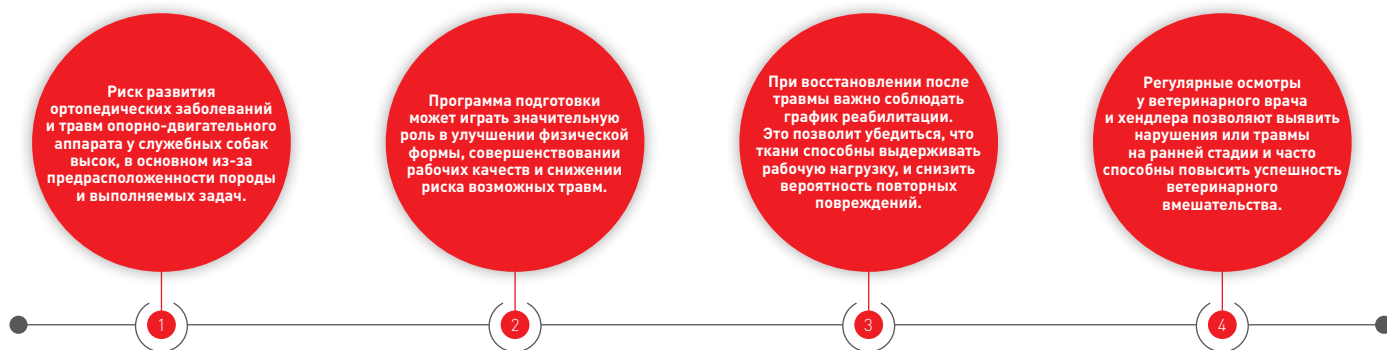 Риск развития
ортопедических заболеваний
и травм опорно-двигательного
аппарата у служебных собак
высок, в основном из-за
предрасположенности породы
и выполняемых задач.
Программа подготовки
может играть значительную
роль в улучшении физической
формы, совершенствовании
рабочих качеств и снижении
риска возможных травм.
При восстановлении после
травмы важно соблюдать
график реабилитации.
Это позволит убедиться, что
ткани способны выдерживать
рабочую нагрузку, и снизить
вероятность повторных
повреждений.
Регулярные осмотры
у ветеринарного врача
и хендлера позволяют выявить
нарушения или травмы
на ранней стадии и часто
способны повысить успешность
ветеринарного
вмешательства.
1
2
3
4